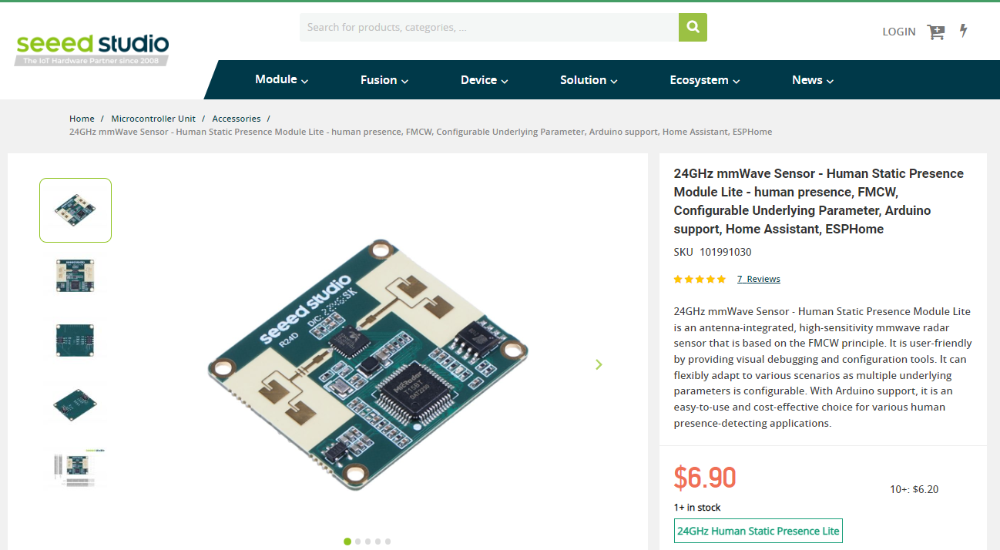 Search for products, categories, ...
LOGIN
seeed studio
The IoT Hardware Partner since 2008
Module
Fusion
Device
Solution
Ecosystem
News
Home / Microcontroller Unit / Accessories /
24GHz mmWave Sensor - Human Static Presence Module Lite - human presence, FMCW, Configurable Underlying Parameter, Arduino support, Home Assistant, ESPHome
seeed studio
R24D
D/C:
MicRadar
24GHz mmWave Sensor - Human Static Presence
Module Lite - human presence, FMCW,
Configurable Underlying Parameter, Arduino
support, Home Assistant, ESPHome
SKU 101991030
7 Reviews
24GHz mmWave Sensor - Human Static Presence Module Lite
is an antenna-integrated, high-sensitivity mmwave radar
sensor that is based on the FMCW principle. It is user-friendly
by providing visual debugging and configuration tools. It can
flexibly adapt to various scenarios as multiple underlying
parameters is configurable. With Arduino support, it is an
easy-to-use and cost-effective choice for various human
presence-detecting applications.
$6.90
10+: $6.20
1+ in stock
24GHz Human Static Presence Lite